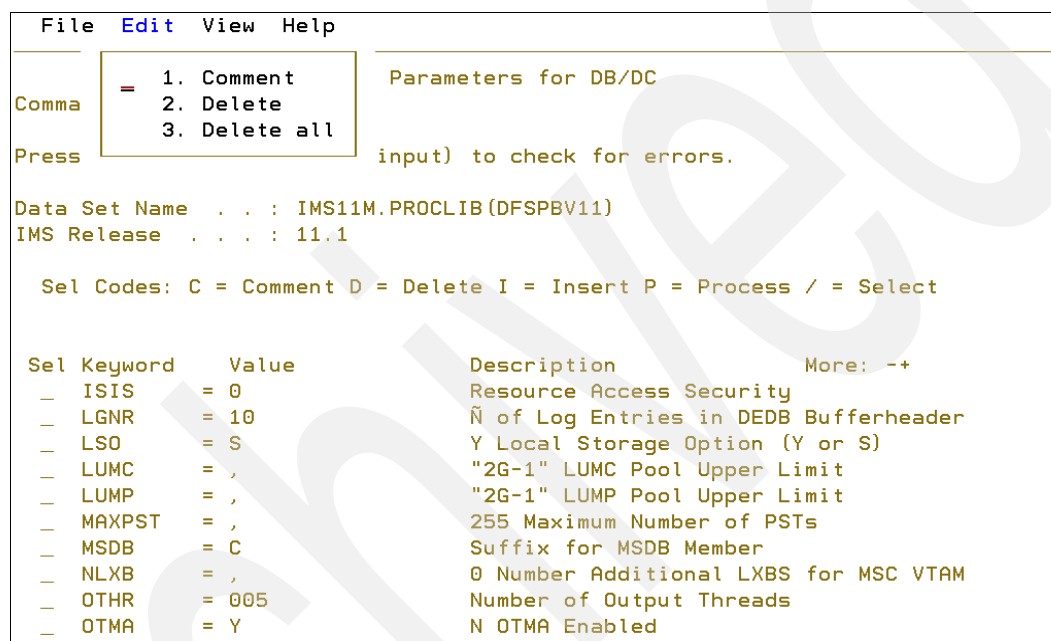 File Edit View Help
1. Comment Parameters for DB/DC
Comma 2. Delete
3. Delete all
Press input) to check for errors.
Data Set Name . . : IMS11M.PROCLIB(DFSPBV11)
IMS Release . . . : 11.1
Sel Codes: C = Comment D = Delete I = Insert P = Process / = Select
Sel Keyword Value Description More: -+
_ ISIS = 0 Resource Access Security
_ LGNR = 10 Ñ of Log Entries in DEDB Bufferheader
_ LSO = S Y Local Storage Option (Y or S)
_ LUMC = , "2G-1" LUMC Pool Upper Limit
_ LUMP = , "2G-1" LUMP Pool Upper Limit
_ MAXPST = , 255 Maximum Number of PSTs
_ MSDB = C Suffix for MSDB Member
_ NLXB = , 0 Number Additional LXBS for MSC VTAM
_ OTHR = 005 Number of Output Threads
_ OTMA = Y N OTMA Enabled